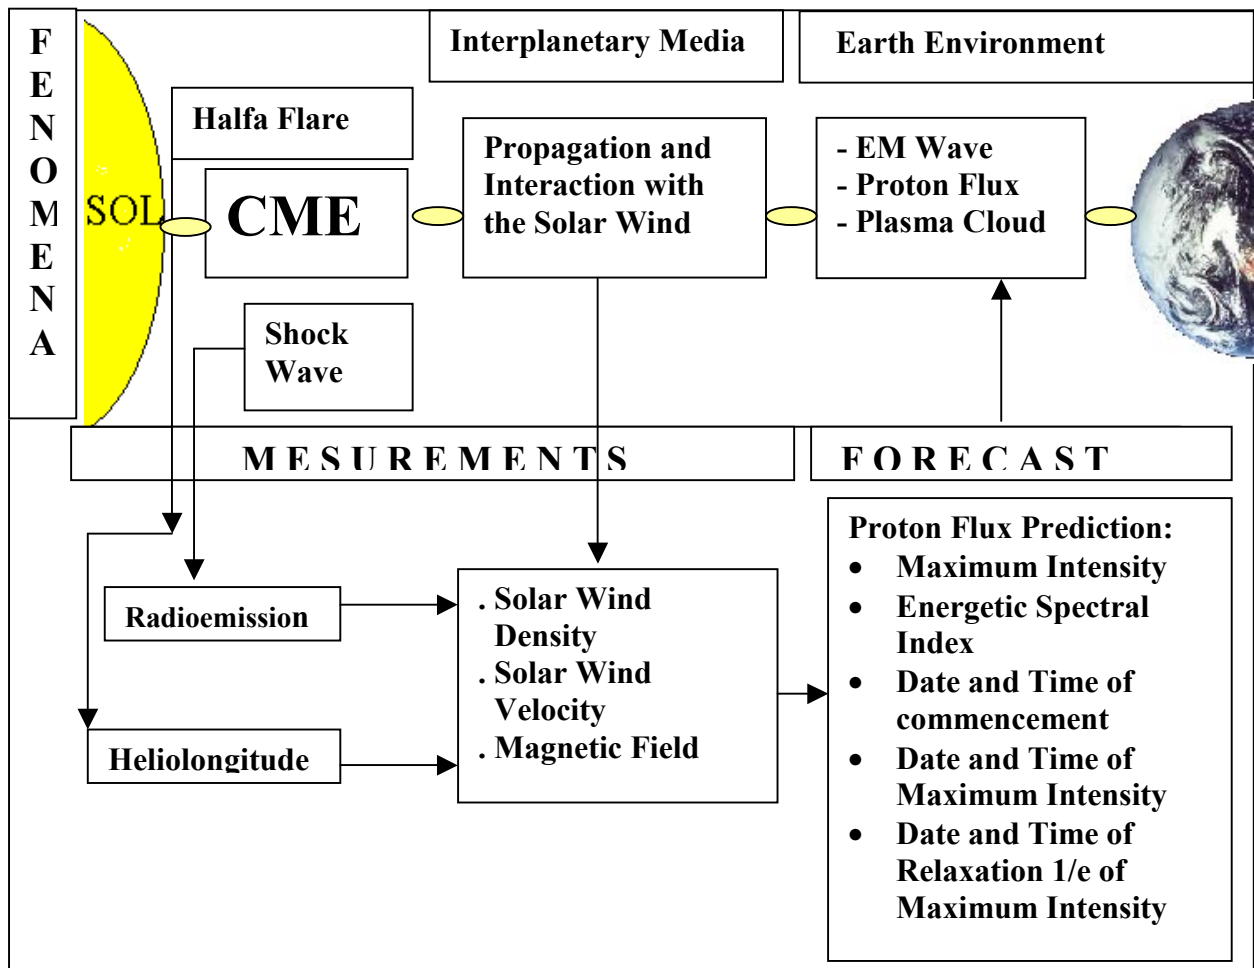 FENOMENA
Interplanetary Media
Earth Environment
Halfa Flare
SOL
CME
Propagation and
Interaction with
the Solar Wind
- EM Wave
- Proton Flux
- Plasma Cloud
Shock
Wave
MESUREMENTS
FORECAST
Radioemission
Heliolongitude
. Solar Wind
Density
. Solar Wind
Velocity
. Magnetic Field
Proton Flux Prediction:
• Maximum Intensity
• Energetic Spectral
Index
• Date and Time of
commencement
• Date and Time of
Maximum Intensity
• Date and Time of
Relaxation 1/e of
Maximum Intensity